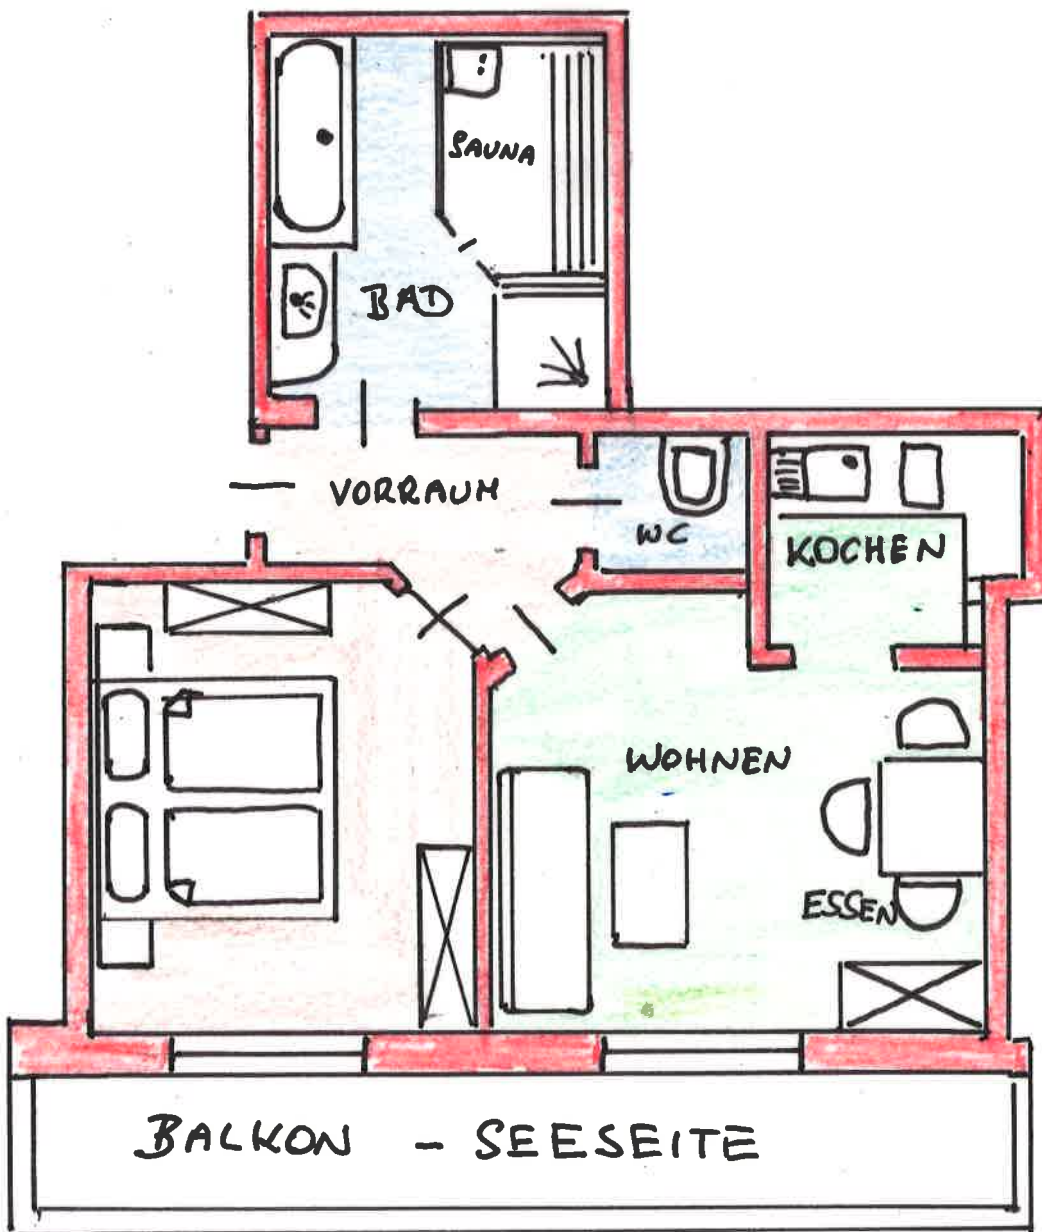 SAUNA
BAD
VORRAUM
WC
KOCHEN
WOHNEN
ESSEN
BALKON - SEESEITE